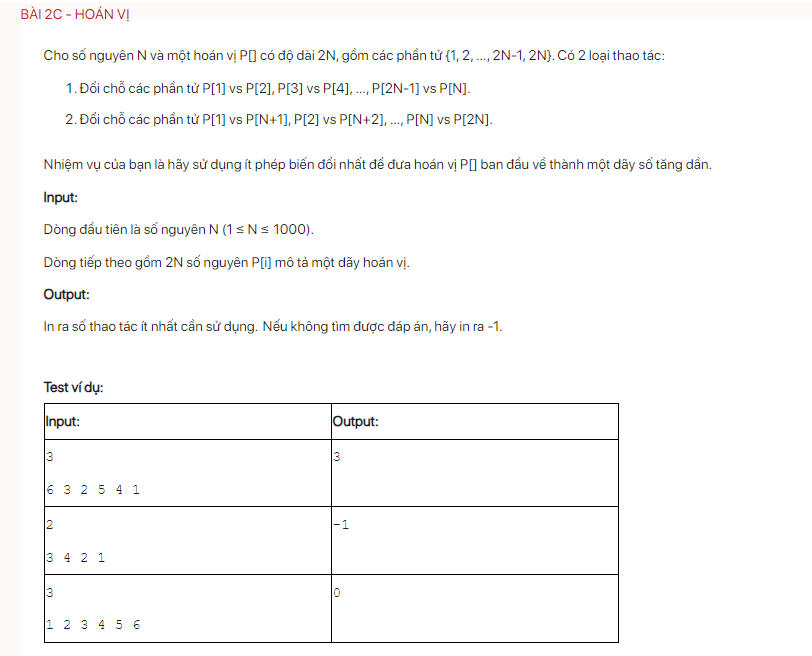 BÀI 2C - HOÁN VỊ
Cho số nguyên N và một hoán vị P[] có độ dài 2N, gồm các phần tử {1, 2, ..., 2N-1, 2N}. Có 2 loại thao tác:
1. Đổi chỗ các phần tử P[1] vs P[2], P[3] vs P[4], ..., P[2N-1] vs P[N].
2. Đổi chỗ các phần tử P[1] vs P[N+1], P[2] vs P[N+2], ..., P[N] vs P[2N].
Nhiệm vụ của bạn là hãy sử dụng ít phép biến đổi nhất để đưa hoán vị P[] ban đầu về thành một dãy số tăng dần.
Input:
Dòng đầu tiên là số nguyên N (1 ≤ N ≤ 1000).
Dòng tiếp theo gồm 2N số nguyên P[i] mô tả một dãy hoán vị.
Output:
In ra số thao tác ít nhất cần sử dụng. Nếu không tìm được đáp án, hãy in ra -1.
Test ví dụ:
Input: Output:
3 3
6 3 2 5 4 1
2 -1
3 4 2 1
3 0
1 2 3 4 5 6